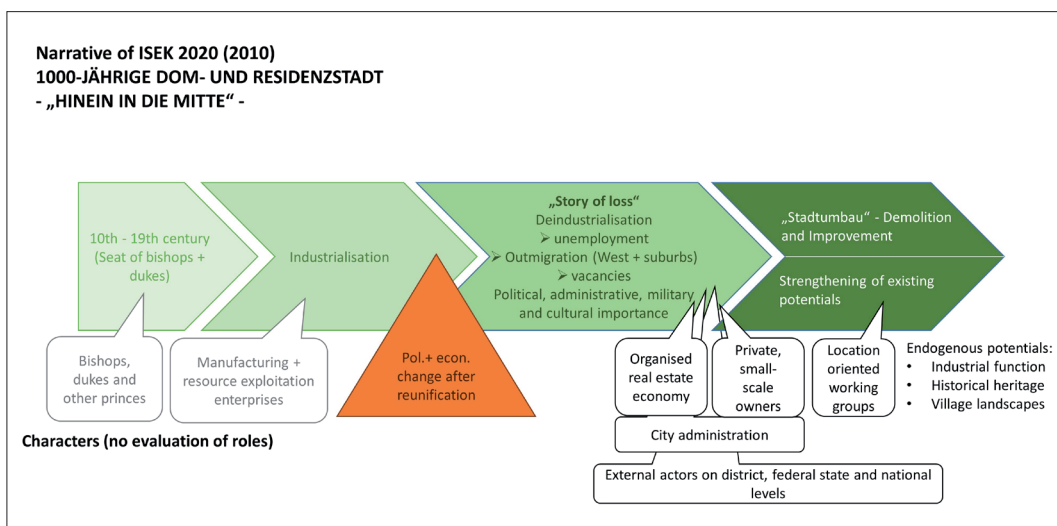 Narrative of ISEK 2020 (2010)
1000-JÄHRIGE DOM- UND RESIDENZSTADT
- „HINEIN IN DIE MITTE“ -
10th - 19th century
(Seat of bishops +
dukes)
Industrialisation
„Story of loss“
Deindustrialisation
➢ unemployment
➢ Outmigration (West + suburbs)
➢ vacancies
Political, administrative, military
and cultural importance
„Stadtumbau“ - Demolition
and Improvement
Strengthening of existing
potentials
Bishops,
dukes and
other princes
Manufacturing +
resource exploitation
enterprises
Pol.+ econ.
change after
reunification
Organised
real estate
economy
Private,
small-
scale
owners
Location
oriented
working
groups
Endogenous potentials:
• Industrial function
• Historical heritage
• Village landscapes
City administration
Characters (no evaluation of roles)
External actors on district, federal state and national
levels